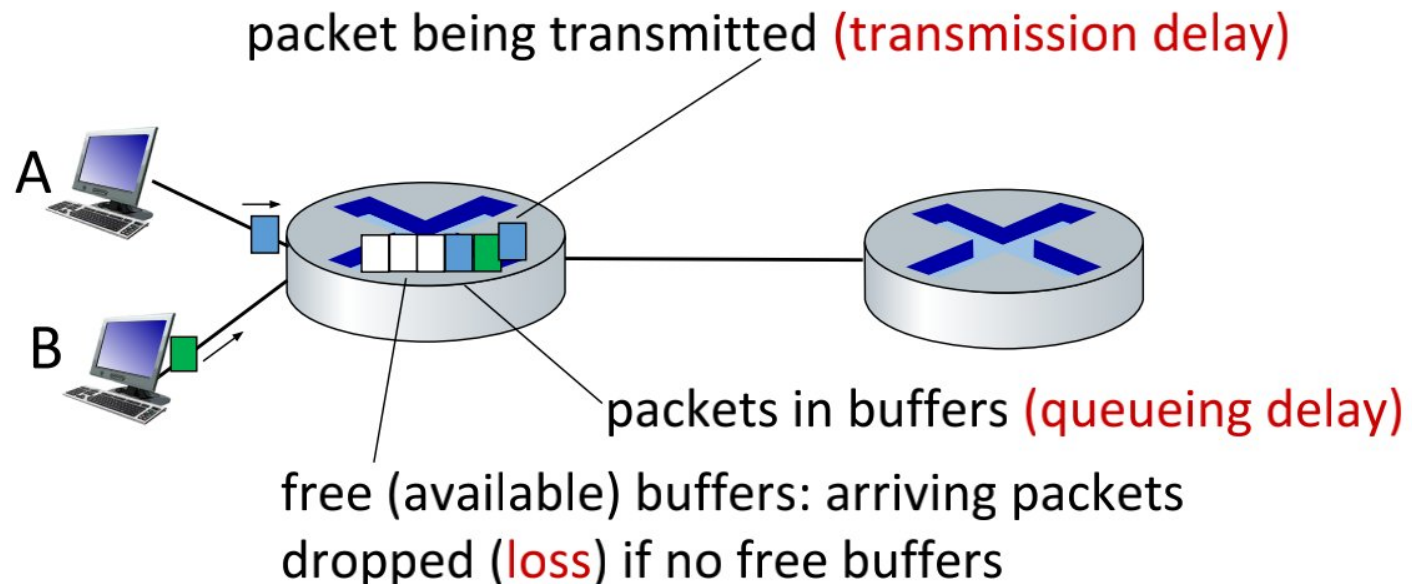 packet being transmitted (transmission delay)
A
B
packets in buffers (queueing delay)
free (available) buffers: arriving packets
dropped (loss) if no free buffers